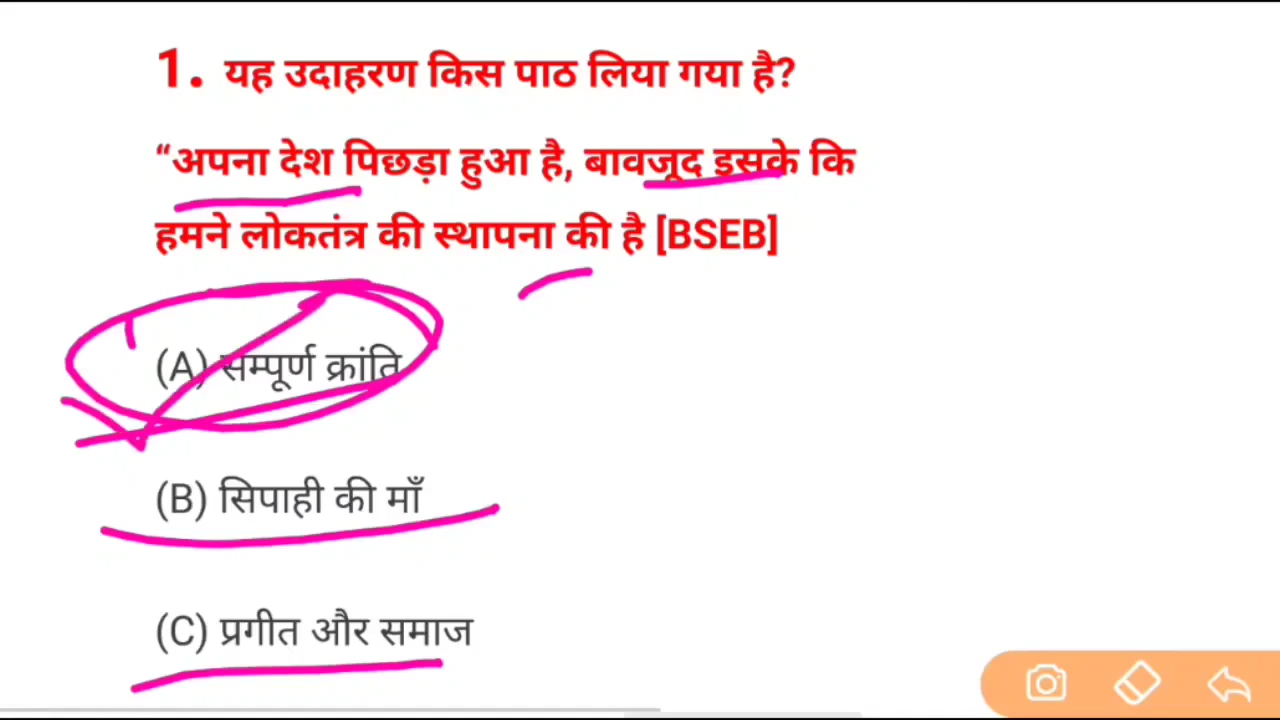 1. यह उदाहरण किस पाठ लिया गया है?
“अपना देश पिछड़ा हुआ है, बावजूद इसके कि
हमने लोकतंत्र की स्थापना की है [BSEB]
(A) सम्पूर्ण क्रांति
(B) सिपाही की माँ
(C) प्रगीत और समाज